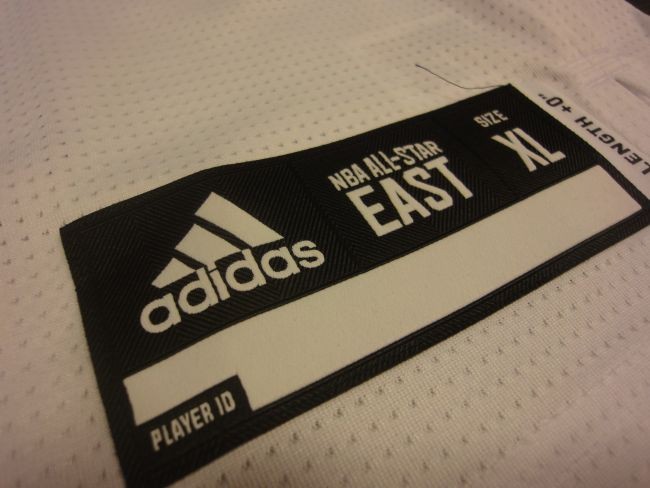 adidas
NBA ALL-STAR
EAST
SIZE
XL
LENGTH +0"
PLAYER ID